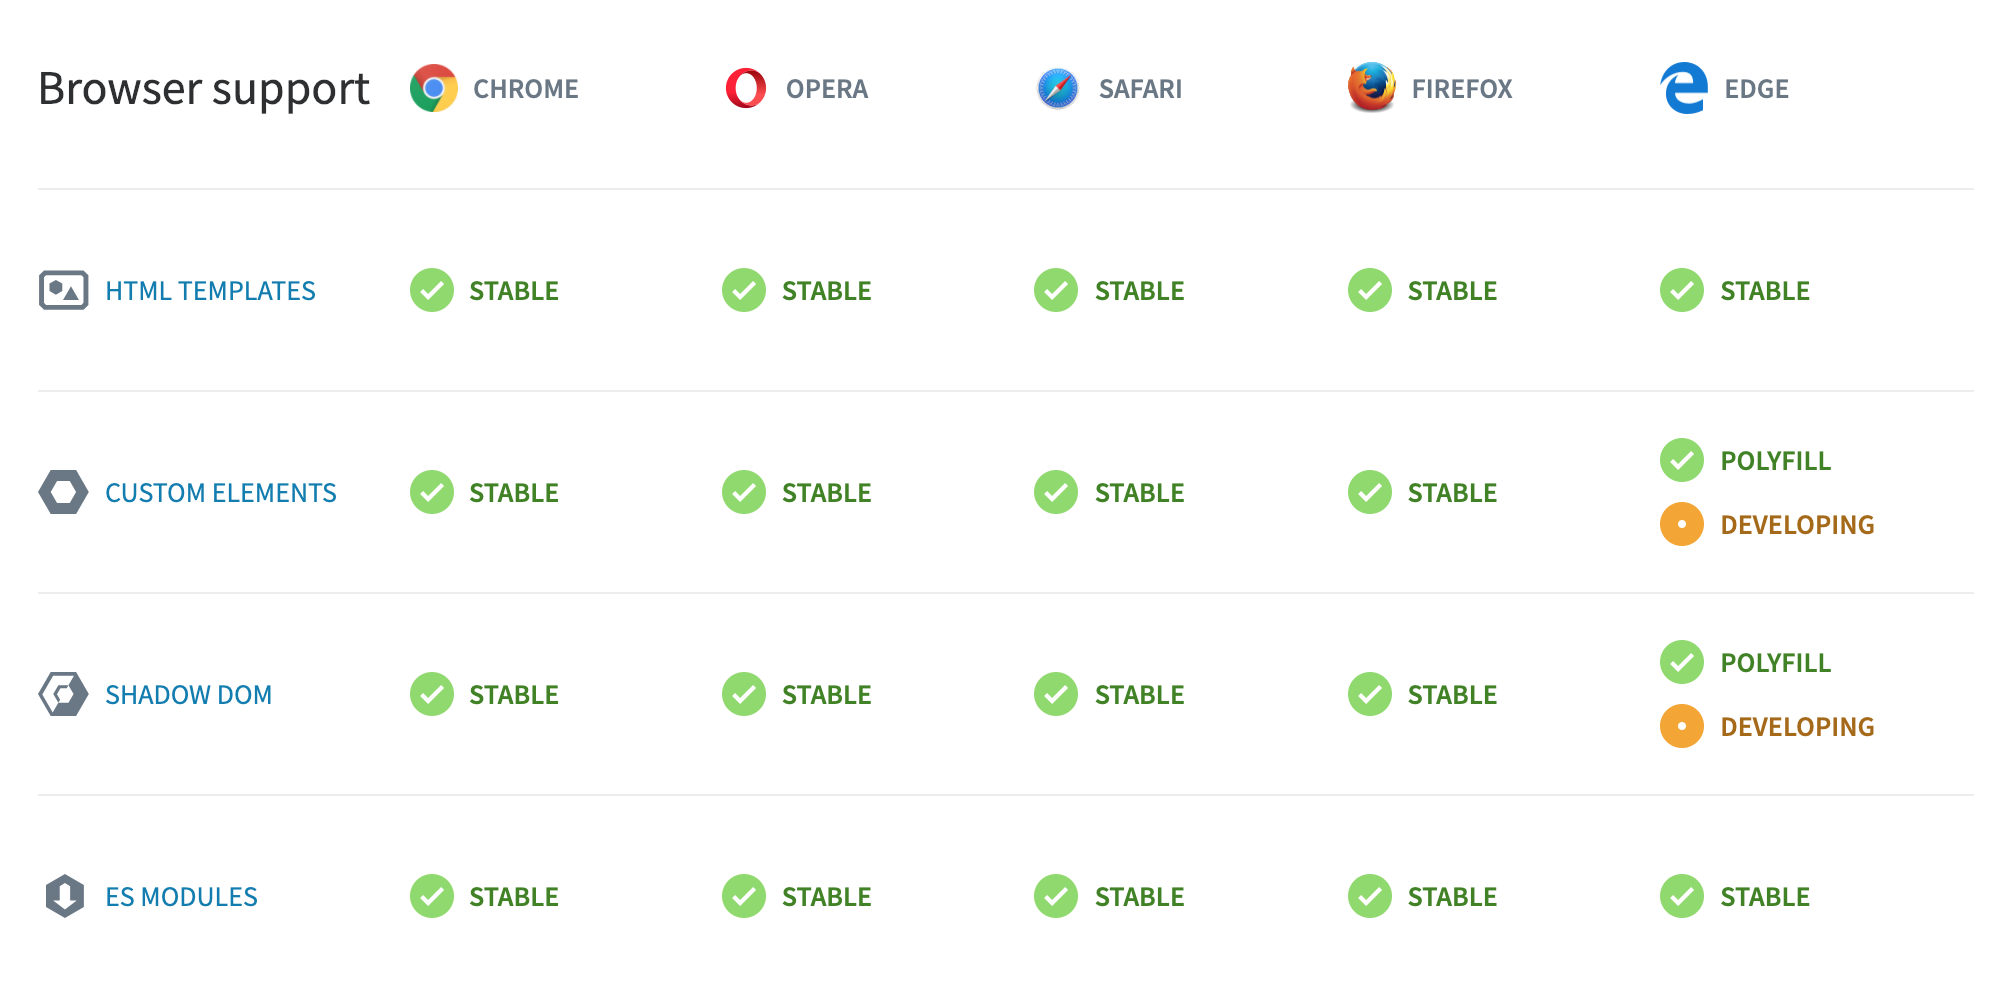 Browser support CHROME OPERA SAFARI FIREFOX EDGE
HTML TEMPLATES STABLE STABLE STABLE STABLE STABLE
CUSTOM ELEMENTS STABLE STABLE STABLE STABLE POLYFILL
DEVELOPING
SHADOW DOM STABLE STABLE STABLE STABLE POLYFILL
DEVELOPING
ES MODULES STABLE STABLE STABLE STABLE STABLE